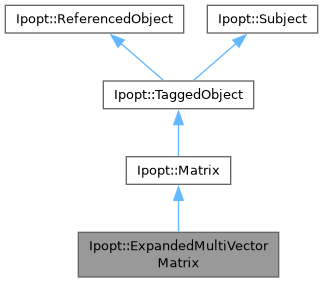 Ipopt::ReferencedObject
Ipopt::Subject
Ipopt::TaggedObject
Ipopt::Matrix
Ipopt::ExpandedMultiVector
Matrix